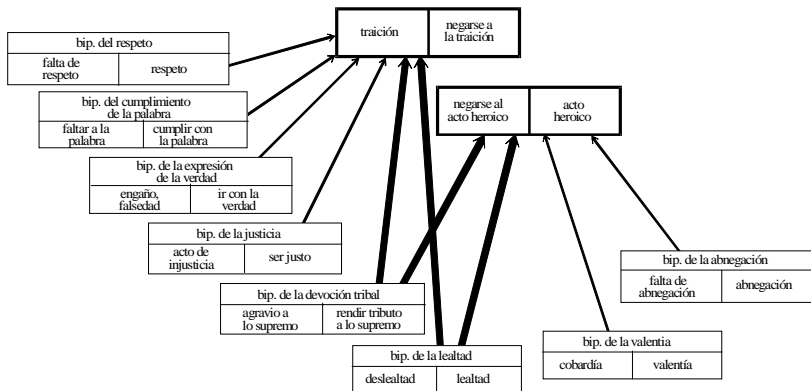 traición
negarse a
la traición
bip. del respeto
falta de
respeto
respeto
negarse al
acto heroico
acto
heroico
bip. del cumplimiento
de la palabra
faltar a la
palabra
cumplir con
la palabra
bip. de la expresión
de la verdad
engaño,
falsedad
ir con la
verdad
bip. de la justicia
acto de
injusticia
ser justo
bip. de la abnegación
falta de
abnegación
abnegación
bip. de la devoción tribal
agravio a
lo supremo
rendir tributo
a lo supremo
bip. de la valentia
cobardía
valentía
bip. de la lealtad
deslealtad
lealtad